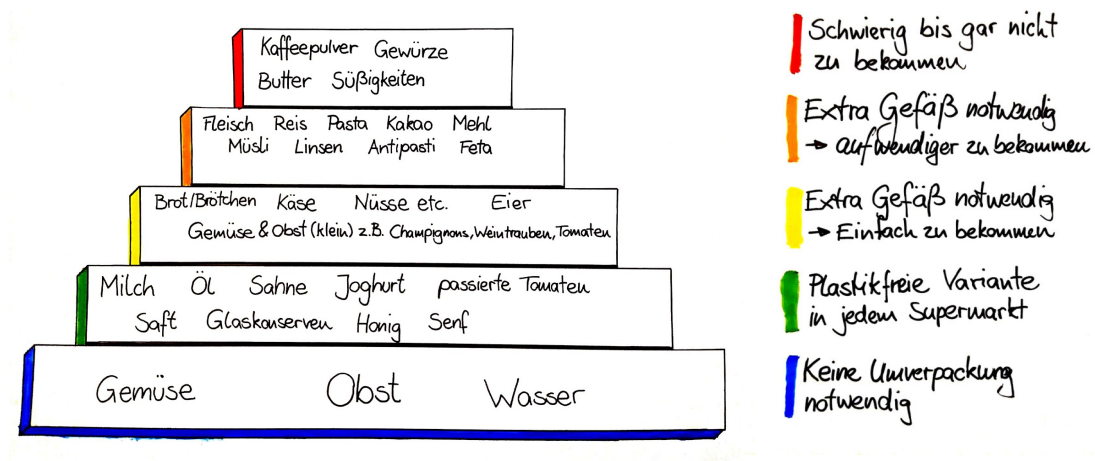 Kaffeepulver Gewürze
Butter Süßigkeiten
Fleisch Reis Pasta Kakao Mehl
Müsli Linsen Antipasti Feta
Brot/Brötchen Käse Nüsse etc. Eier
Gemüse & Obst (klein) z.B. Champignons, Weintrauben, Tomaten
Milch Öl Sahne Joghurt passierte Tomaten
Saft Glaskonserven Honig Senf
Gemüse Obst Wasser
Schwierig bis gar nicht
zu bekommen
Extra Gefäß notwendig
→ aufwendiger zu bekommen
Extra Gefäß notwendig
→ Einfach zu bekommen
Plastikfreie Variante
in jedem Supermarkt
Keine Umverpackung
notwendig